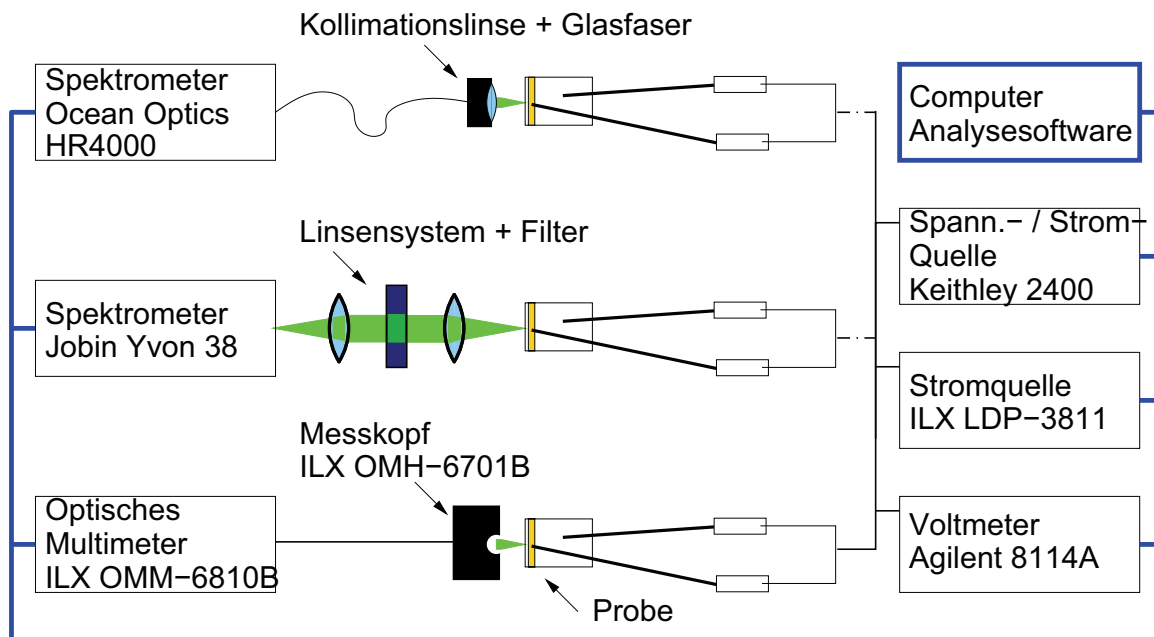 Kollimationslinse + Glasfaser
Spektrometer
Ocean Optics
HR4000
Computer
Analysesoftware
Linsensystem + Filter
Spann.− / Strom−
Quelle
Keithley 2400
Spektrometer
Jobin Yvon 38
Stromquelle
ILX LDP−3811
Messkopf
ILX OMH−6701B
Optisches
Multimeter
ILX OMM−6810B
Voltmeter
Agilent 8114A
Probe